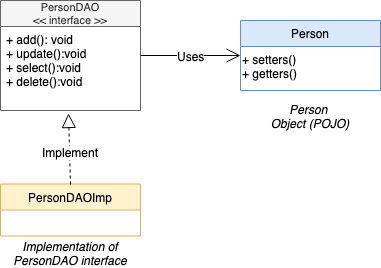 PersonDAO
<< interface >>
+ add(): void
+ update():void
+ select():void
+ delete():void
Uses
Person
+ setters()
+ getters()
Person
Object (POJO)
Implement
PersonDAOImp
Implementation of
PersonDAO interface